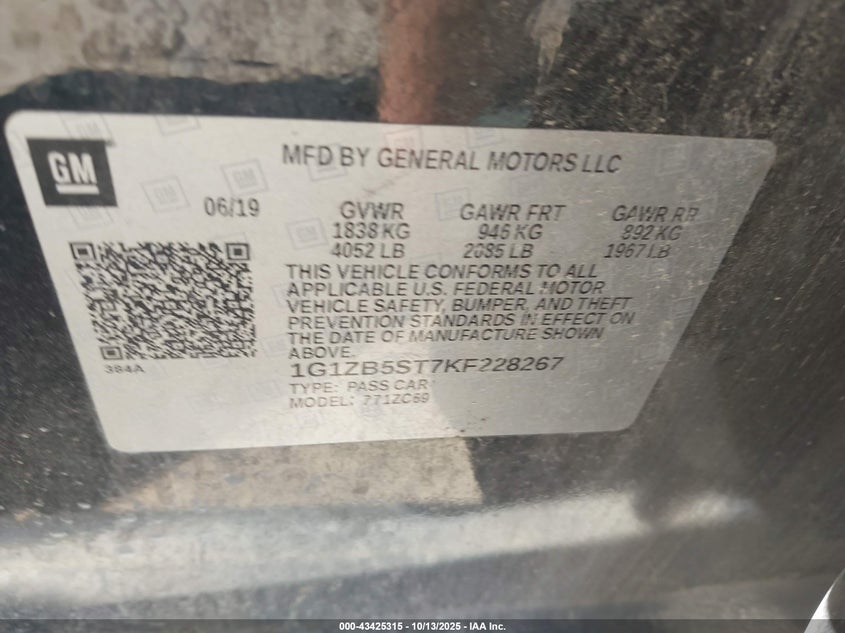 GM
MFD BY GENERAL MOTORS LLC
06/19
GVWR GAWR FRT GAWR RR
1838 KG 946 KG 892 KG
4052 LB 2085 LB 1967 LB
THIS VEHICLE CONFORMS TO ALL
APPLICABLE U.S. FEDERAL MOTOR
VEHICLE SAFETY, BUMPER, AND THEFT
PREVENTION STANDARDS IN EFFECT ON
THE DATE OF MANUFACTURE SHOWN
ABOVE.
384A
1G1ZB5ST7KF228267
TYPE: PASS CAR
MODEL: 771ZC69
000-43425315 - 10/13/2025 - IAA Inc.